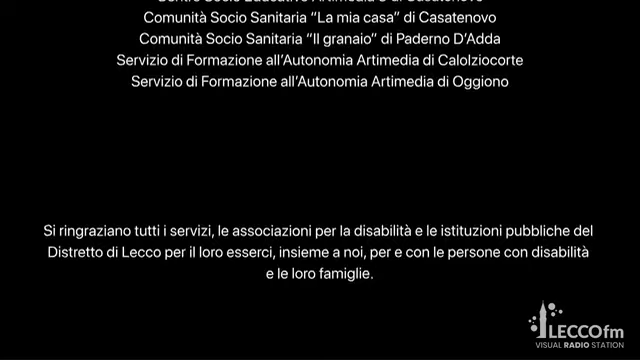 Comunità Socio Sanitaria “La mia casa” di Casatenovo
Comunità Socio Sanitaria “Il granaio” di Paderno D’Adda
Servizio di Formazione all’Autonomia Artimedia di Calolziocorte
Servizio di Formazione all’Autonomia Artimedia di Oggiono
Si ringraziano tutti i servizi, le associazioni per la disabilità e le istituzioni pubbliche del
Distretto di Lecco per il loro esserci, insieme a noi, per e con le persone con disabilità
e le loro famiglie.
LECCOfm
VISUAL RADIO STATION